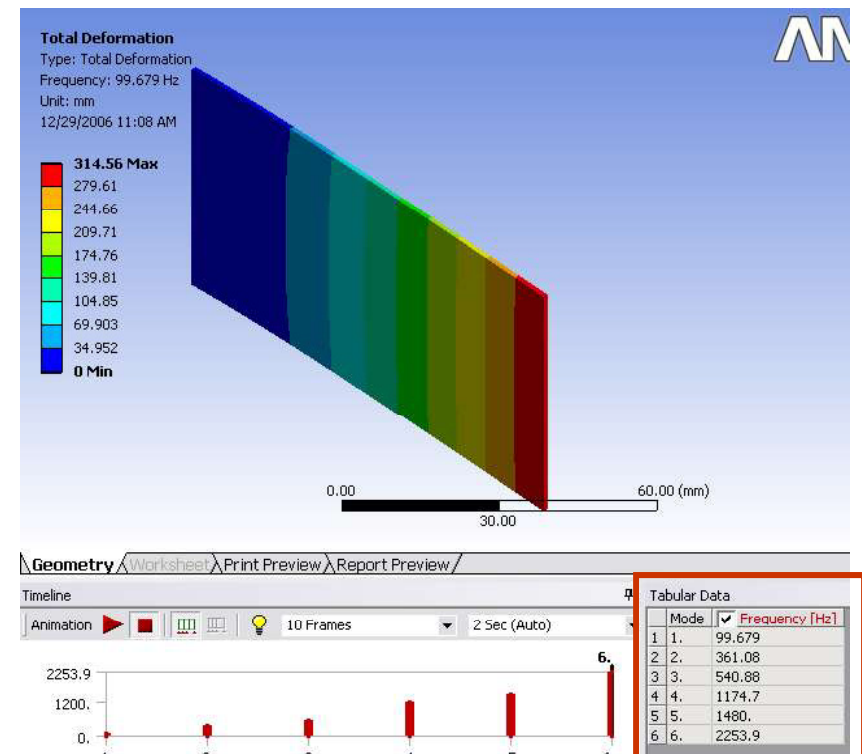 Total Deformation
Type: Total Deformation
Frequency: 99.679 Hz
Unit: mm
12/29/2006 11:08 AM
314.56 Max
279.61
244.66
209.71
174.76
139.81
104.85
69.903
34.952
0 Min
0.00 60.00 (mm)
30.00
Geometry Worksheet Print Preview Report Preview
Timeline
Animation 10 Frames 2 Sec (Auto)
6.
2253.9
1200.
0.
Tabular Data
Mode Frequency [Hz]
1 1. 99.679
2 2. 361.08
3 3. 540.88
4 4. 1174.7
5 5. 1480.
6 6. 2253.9